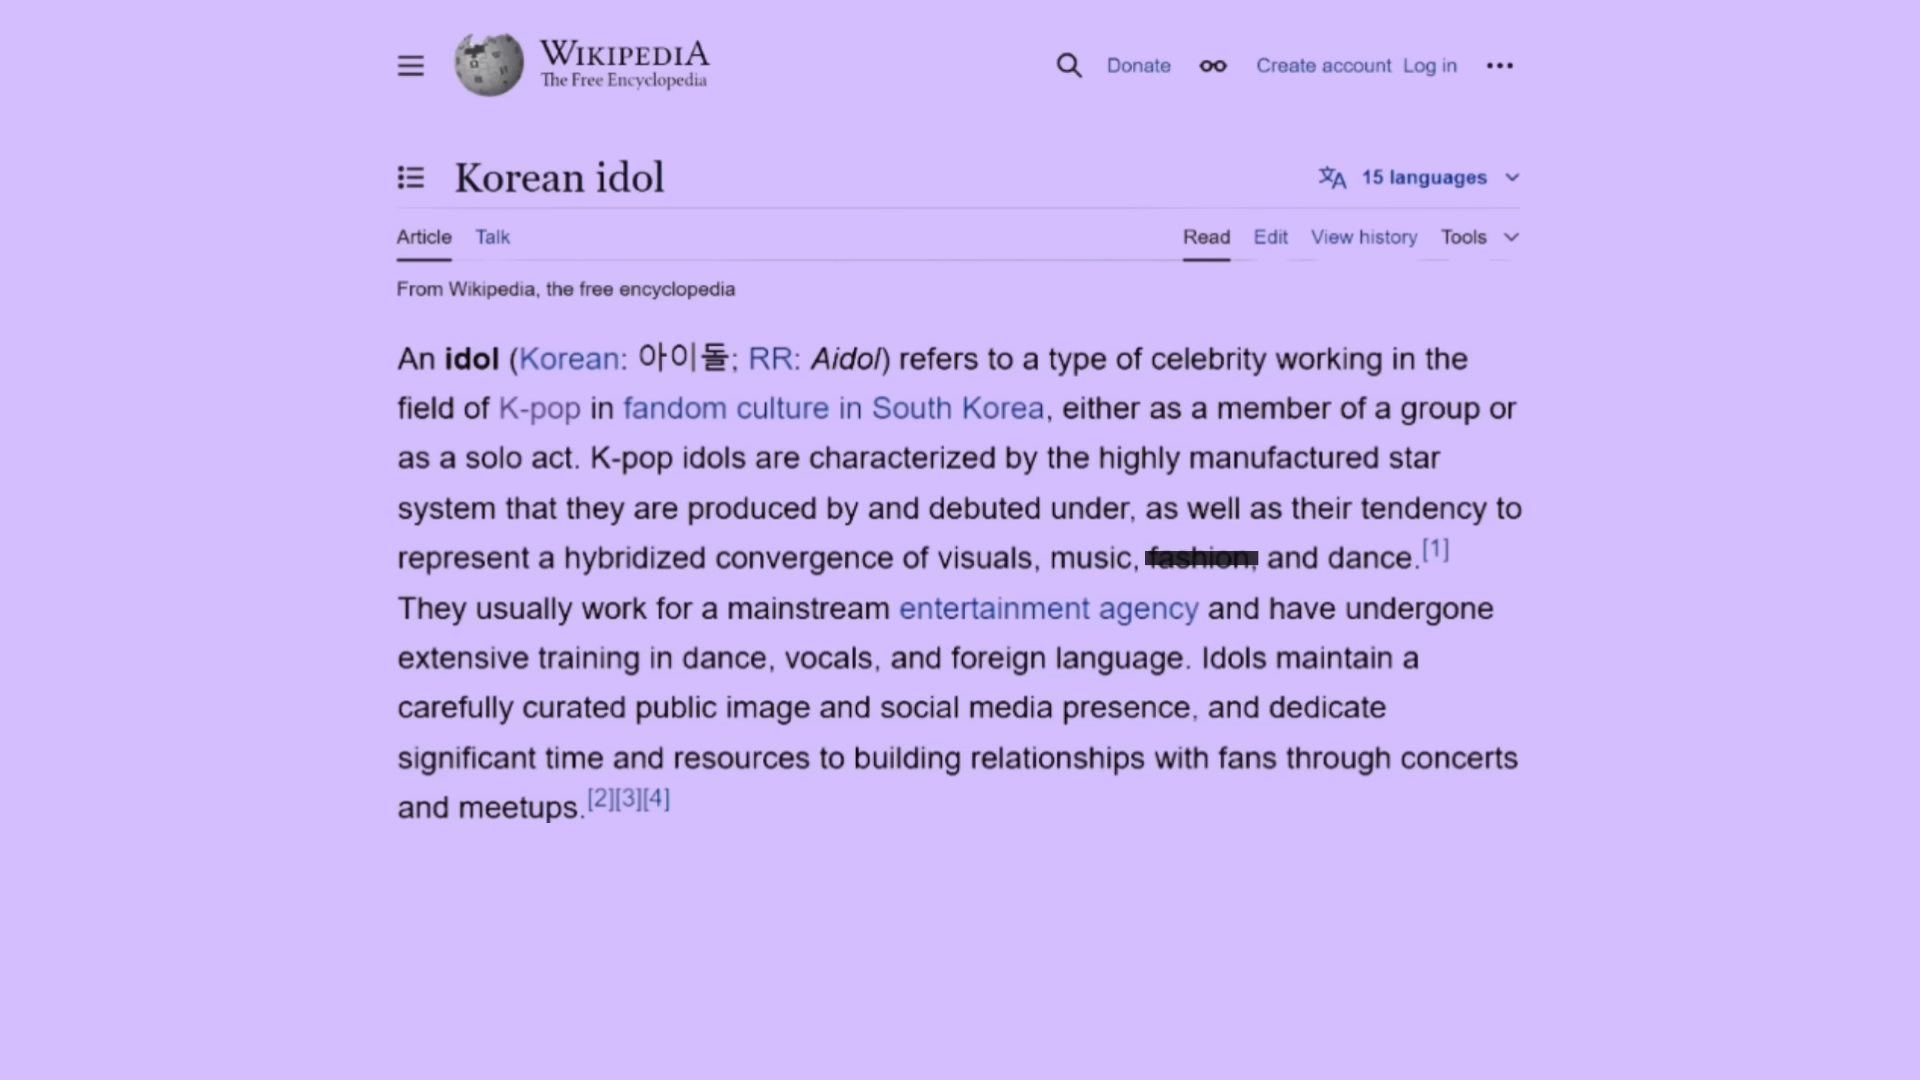 WIKIPEDIA
The Free Encyclopedia
Donate Create account Log in
Korean idol
15 languages
Article Talk Read Edit View history Tools
From Wikipedia, the free encyclopedia
An idol (Korean: 아이돌; RR: Aidol) refers to a type of celebrity working in the
field of K-pop in fandom culture in South Korea, either as a member of a group or
as a solo act. K-pop idols are characterized by the highly manufactured star
system that they are produced by and debuted under, as well as their tendency to
represent a hybridized convergence of visuals, music, fashion, and dance.[1]
They usually work for a mainstream entertainment agency and have undergone
extensive training in dance, vocals, and foreign language. Idols maintain a
carefully curated public image and social media presence, and dedicate
significant time and resources to building relationships with fans through concerts
and meetups.[2][3][4]